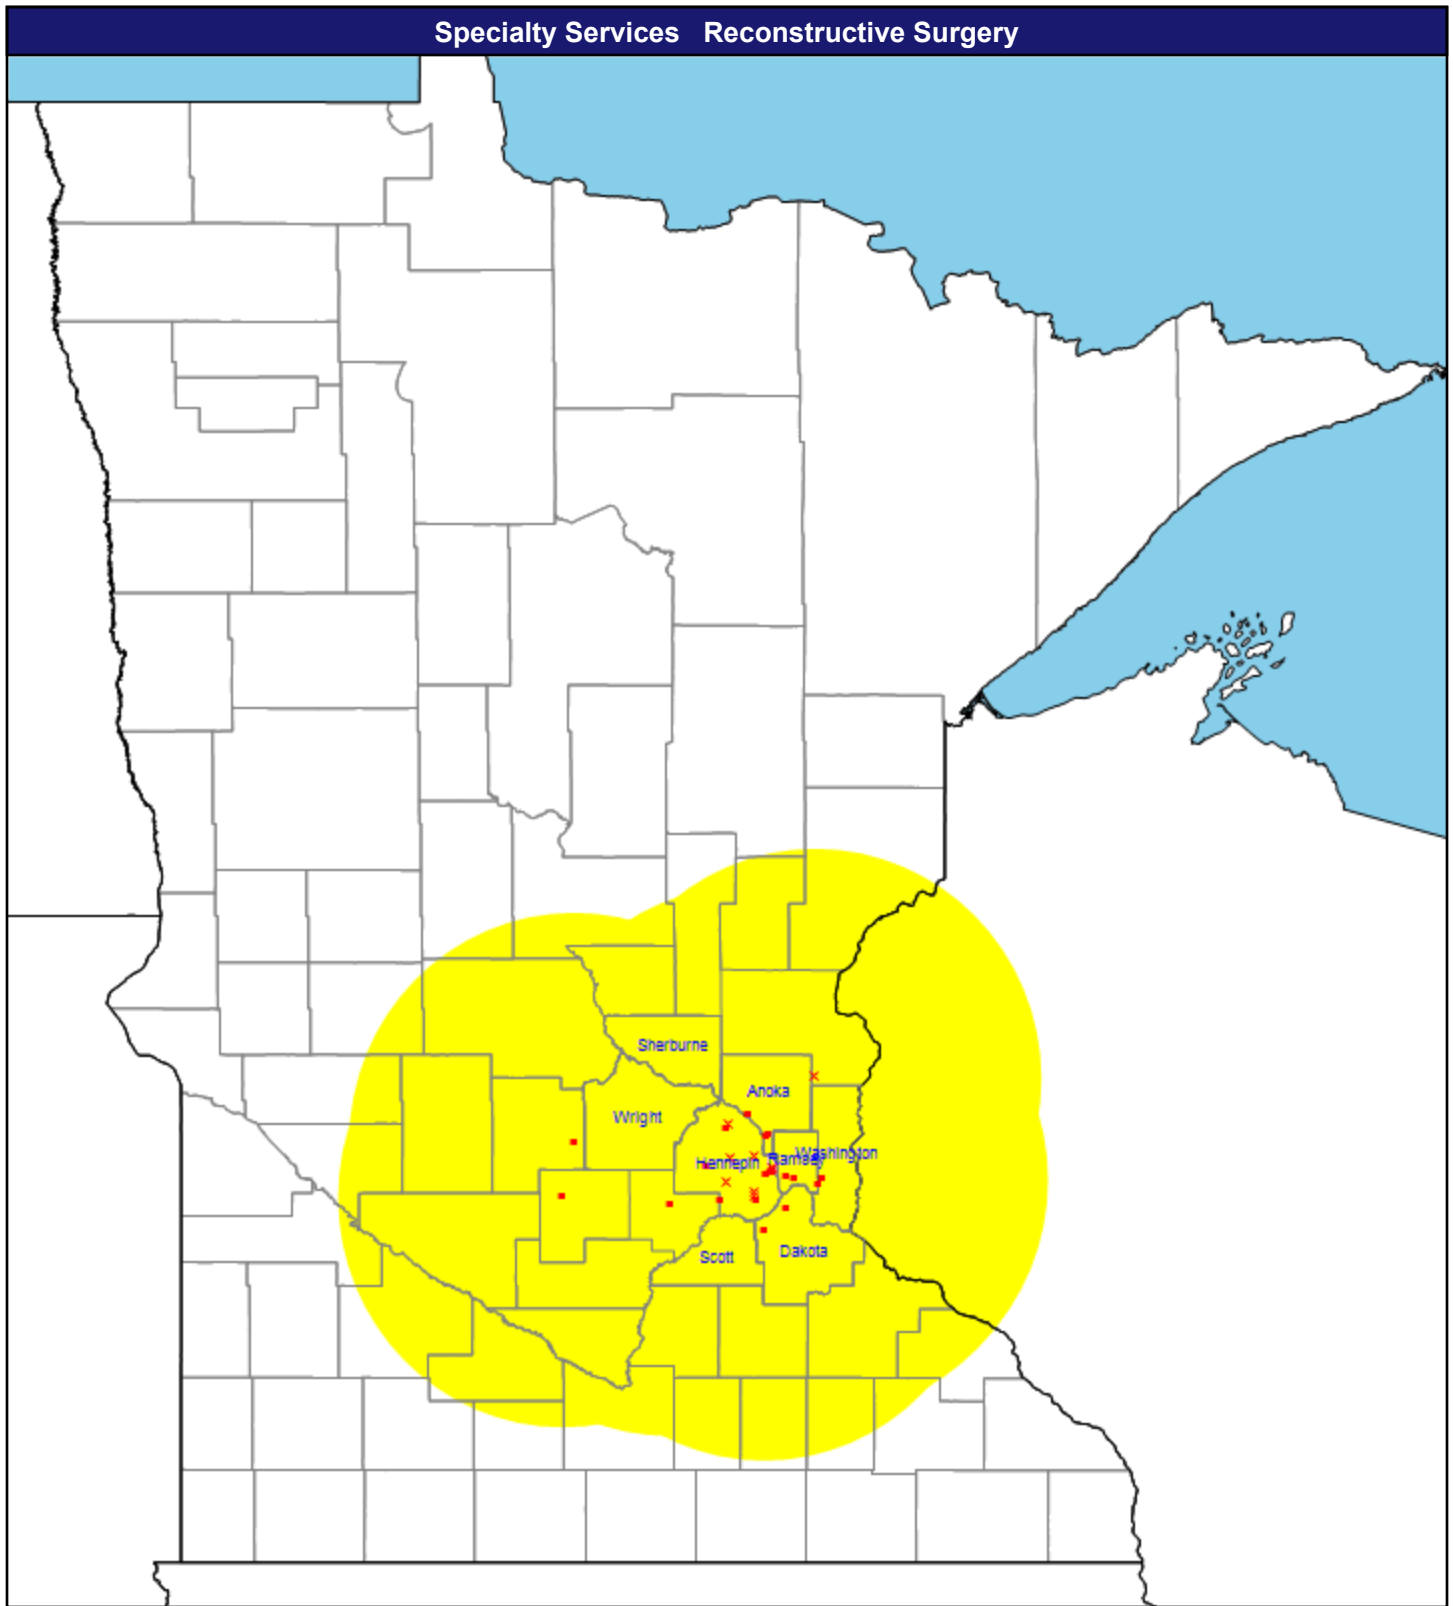 Specialty Services Reconstructive Surgery
Sherburne
Anoka
Wright
Washington
Hennepin
Ramsey
Scott
Dakota